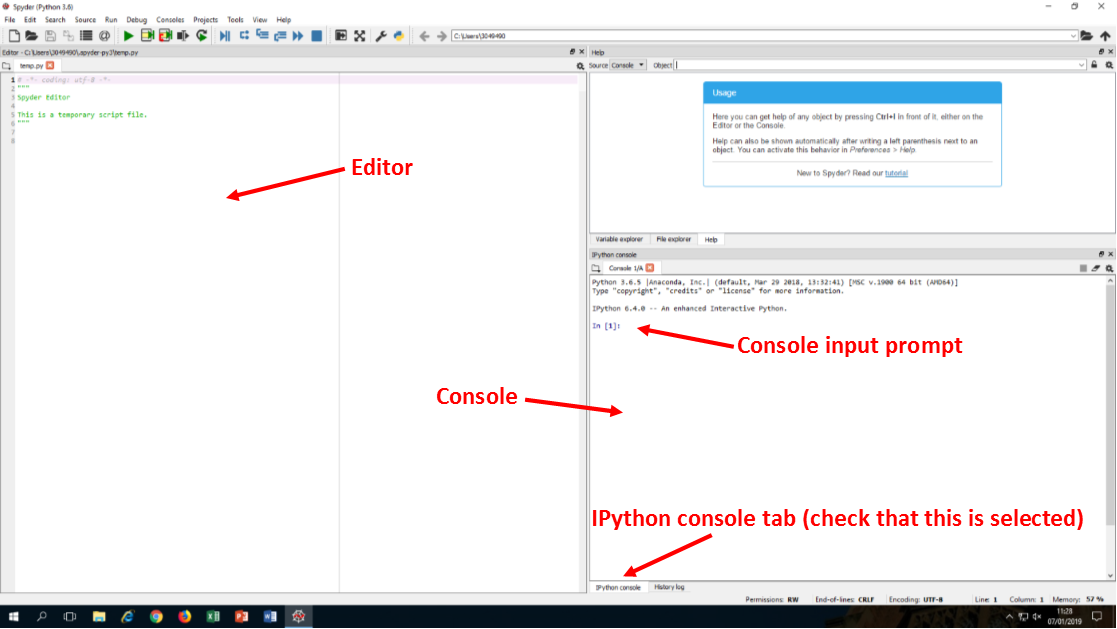 Spyder (Python 3.6)
File Edit Search Source Run Debug Consoles Projects Tools View Help
C:\Users\3049490
Editor - C:\Users\3049490\.spyder-py3\temp.py
temp.py
1 # -*- coding: utf-8 -*-
2 """
3 Spyder Editor
4
5 This is a temporary script file.
6 """
7
8
Editor
Help
Source Console Object
Usage
Here you can get help of any object by pressing Ctrl+I in front of it, either on the
Editor or the Console.
Help can also be shown automatically after writing a left parenthesis next to an
object. You can activate this behavior in Preferences > Help.
New to Spyder? Read our tutorial
Variable explorer File explorer Help
IPython console
Console 1/A
Python 3.6.5 |Anaconda, Inc.| (default, Mar 29 2018, 13:32:41) [MSC v.1900 64 bit (AMD64)]
Type "copyright", "credits" or "license" for more information.
IPython 6.4.0 -- An enhanced Interactive Python.
In [1]:
Console input prompt
Console
IPython console tab (check that this is selected)
IPython console History log
Permissions: RW End-of-lines: CRLF Encoding: UTF-8 Line: 1 Column: 1 Memory: 57 %
11:28
07/01/2019